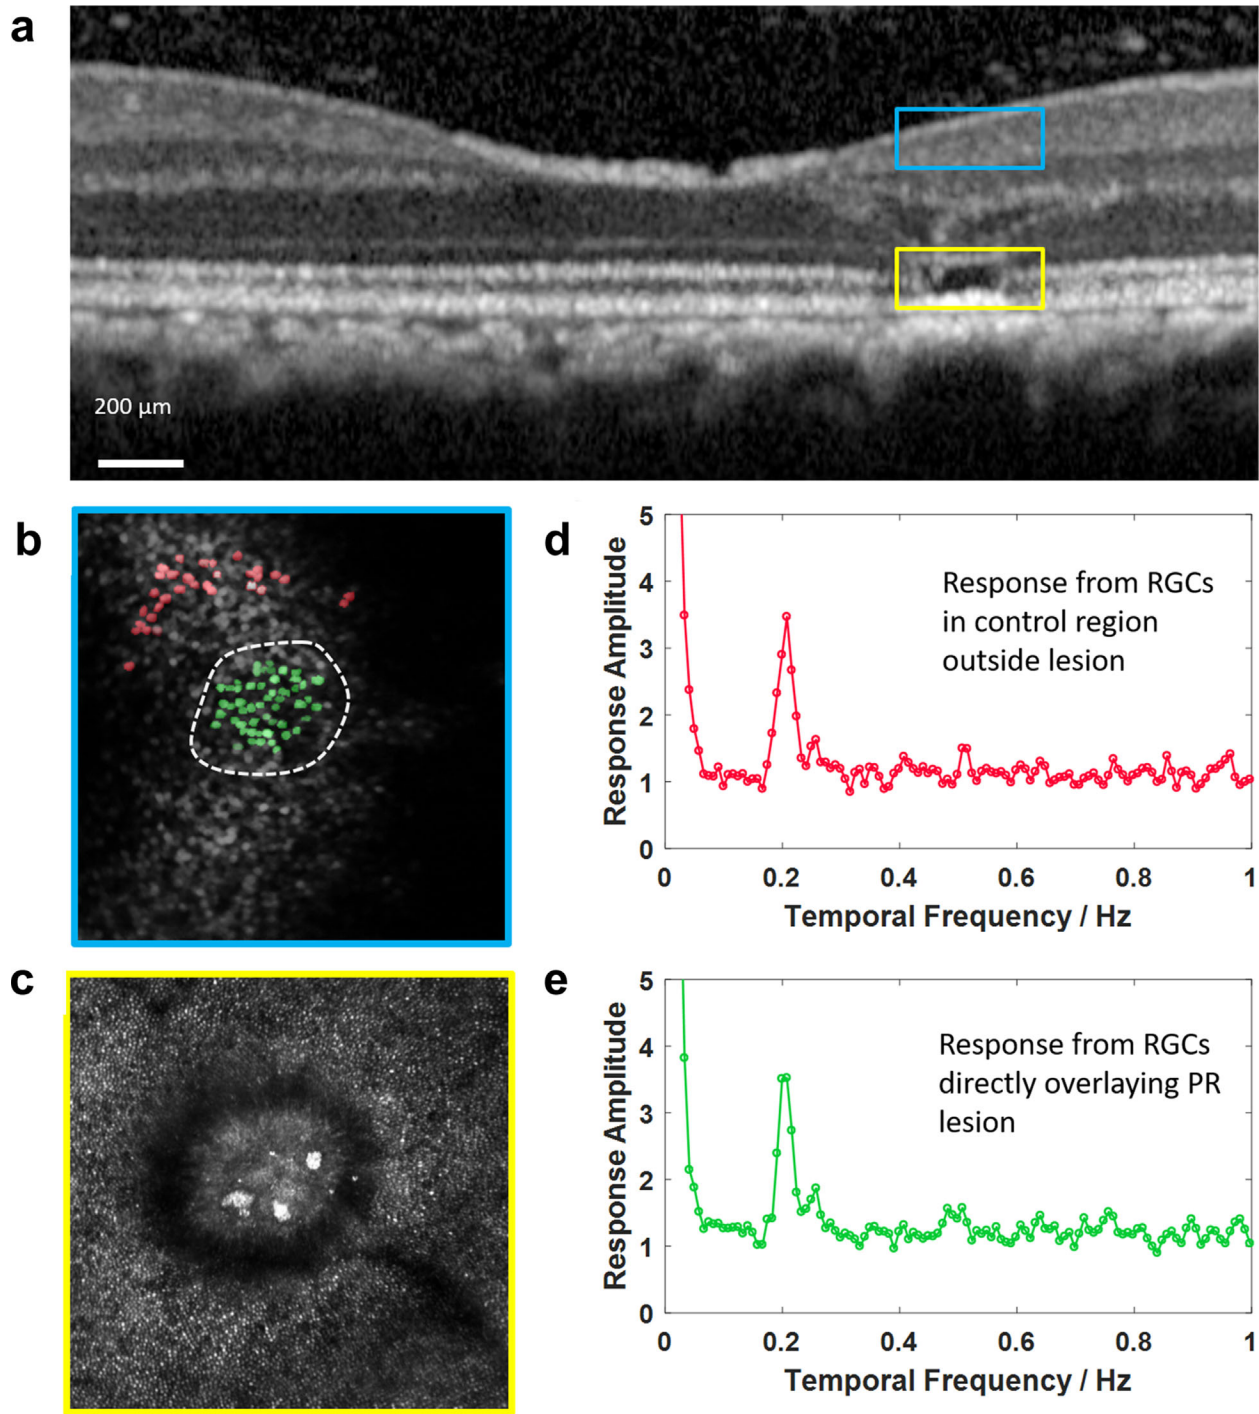 a
200 µm
b
c
d
5
4
3
2
1
0
0
0.2
0.4
0.6
0.8
1
Response Amplitude
Temporal Frequency / Hz
Response from RGCs
in control region
outside lesion
e
5
4
3
2
1
0
0
0.2
0.4
0.6
0.8
1
Response Amplitude
Temporal Frequency / Hz
Response from RGCs
directly overlaying PR
lesion